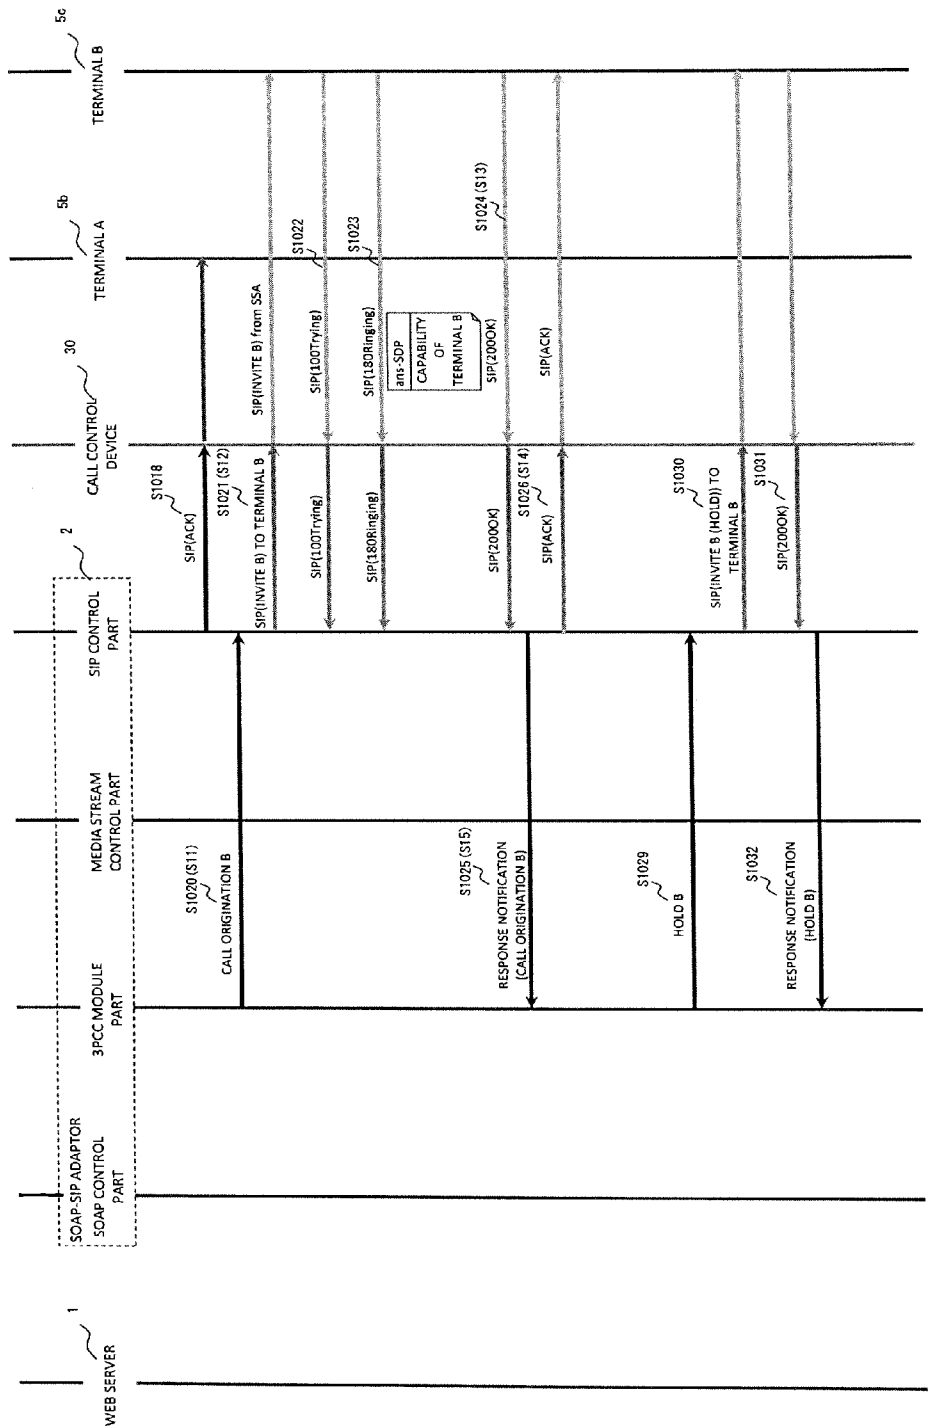 WEB SERVER
1
SOAP-SIP ADAPTOR
SOAP CONTROL
PART
3PCC MODULE
PART
MEDIA STREAM
CONTROL PART
SIP CONTROL
PART
2
CALL CONTROL
DEVICE
30
TERMINAL A
5b
TERMINAL B
5c
S1018
SIP(ACK)
S1020 (S11)
CALL ORIGINATION B
S1021 (S12)
SIP(INVITE B) TO TERMINAL B
SIP(INVITE B) from SSA
SIP(100Trying)
SIP(100Trying)
S1022
SIP(180Ringing)
SIP(180Ringing)
S1023
ans-SDP
CAPABILITY
OF
TERMINAL B
SIP(200OK)
SIP(200OK)
S1024 (S13)
S1025 (S15)
RESPONSE NOTIFICATION
(CALL ORIGINATION B)
S1026 (S14)
SIP(ACK)
SIP(ACK)
S1029
HOLD B
S1030
SIP(INVITE B (HOLD)) TO
TERMINAL B
S1031
SIP(200OK)
S1032
RESPONSE NOTIFICATION
(HOLD B)